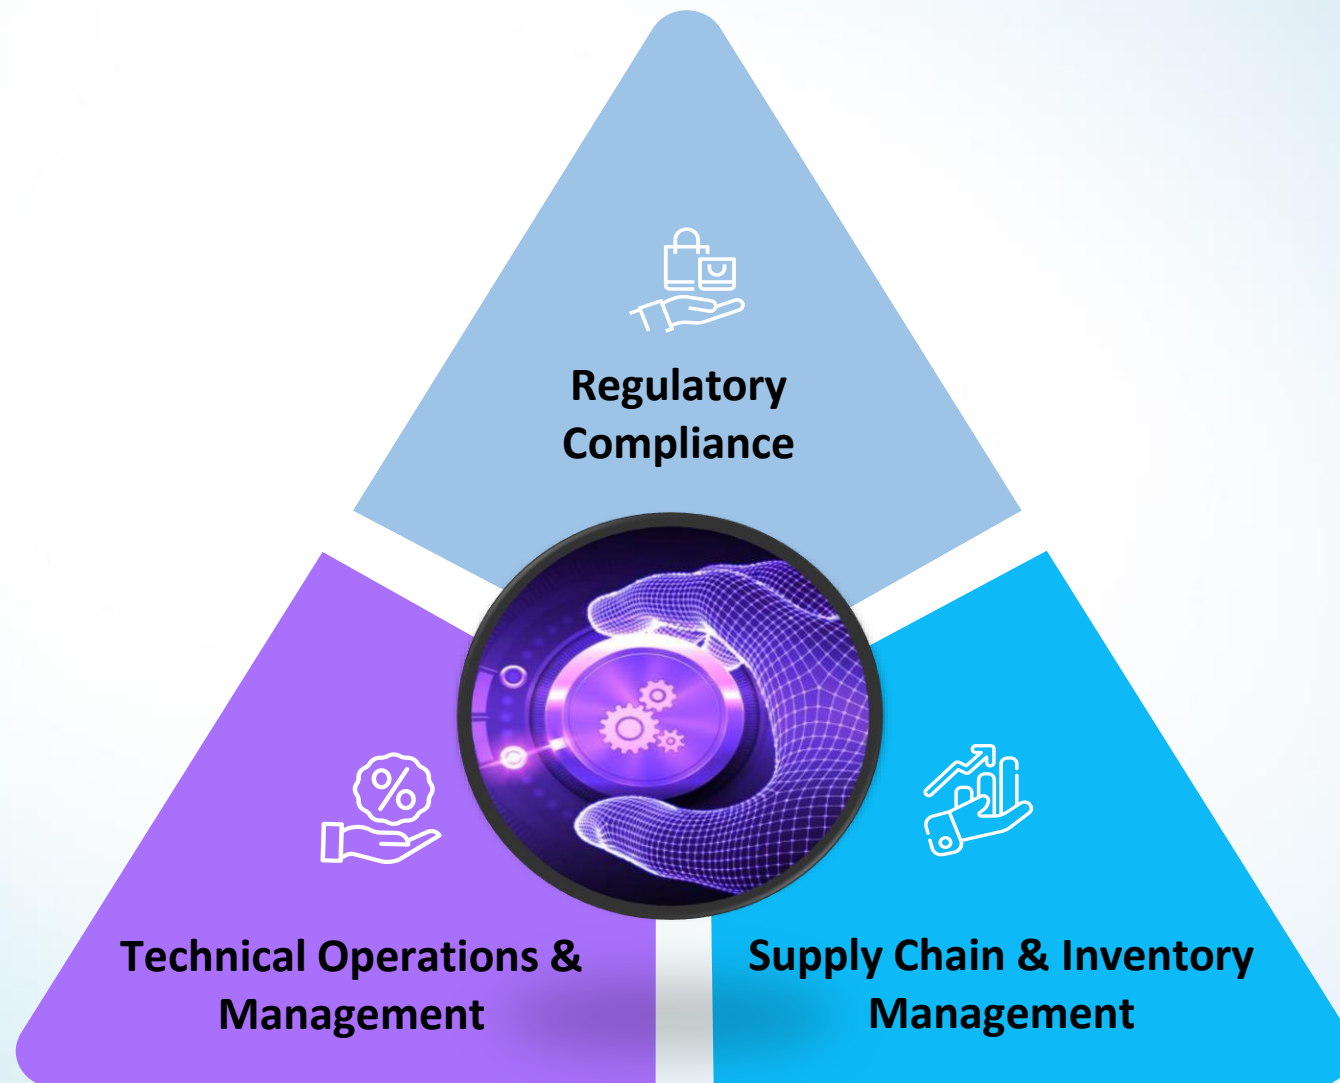 Regulatory
Compliance
Technical Operations &
Management
Supply Chain & Inventory
Management